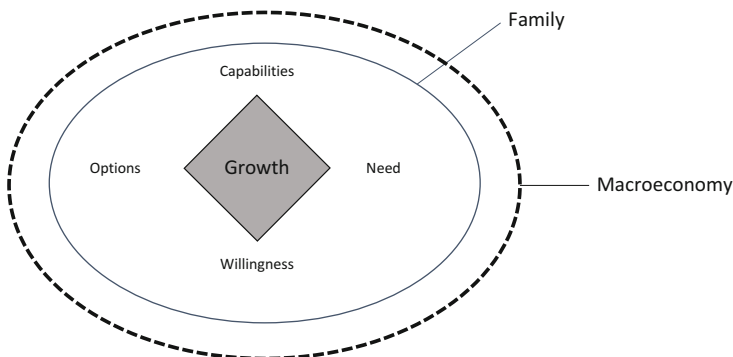 Family
Capabilities
Options
Growth
Need
Macroeconomy
Willingness